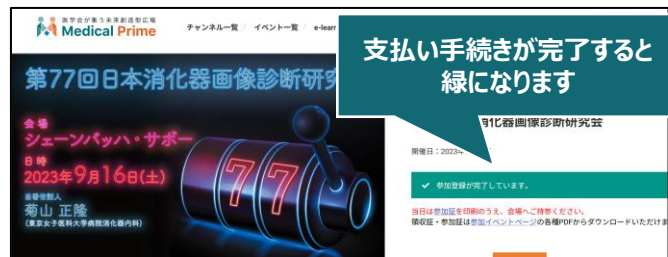 医学会が集う未来創造型広場
Medical Prime
チャンネル一覧 / イベント一覧 / e-learn
支払い手続きが完了すると
緑になります
第77回日本消化器画像診断研究
会場
シェーンバッハ・サボー
日時
2023年9月16日(土)
当番世話人
菊山 正隆
(東京女子医科大学病院消化器内科)
77
消化器画像診断研究会
開催日：2023年
✓ 参加登録が完了しています。
当日は参加証を印刷のうえ、会場へご持参ください。
領収証・参加証は参加イベントページの各種PDFからダウンロードいただけま